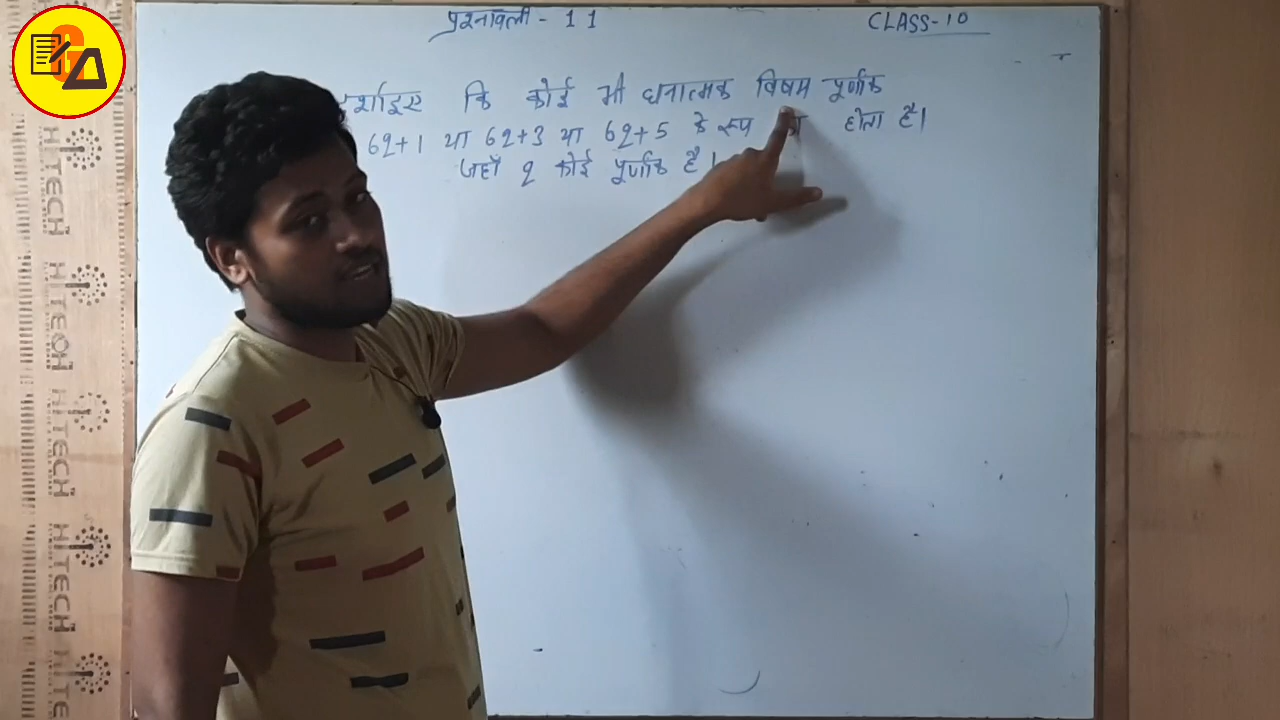 प्रश्नावली - 1 1
CLASS-10
दर्शाइए कि कोई भी धनात्मक विषम पूर्णांक
6q+1 या 6q+3 या 6q+5 के रूप का होता है।
जहाँ q कोई पूर्णांक है।
HITECH
HITECH
HITECH
HITECH
HITECH